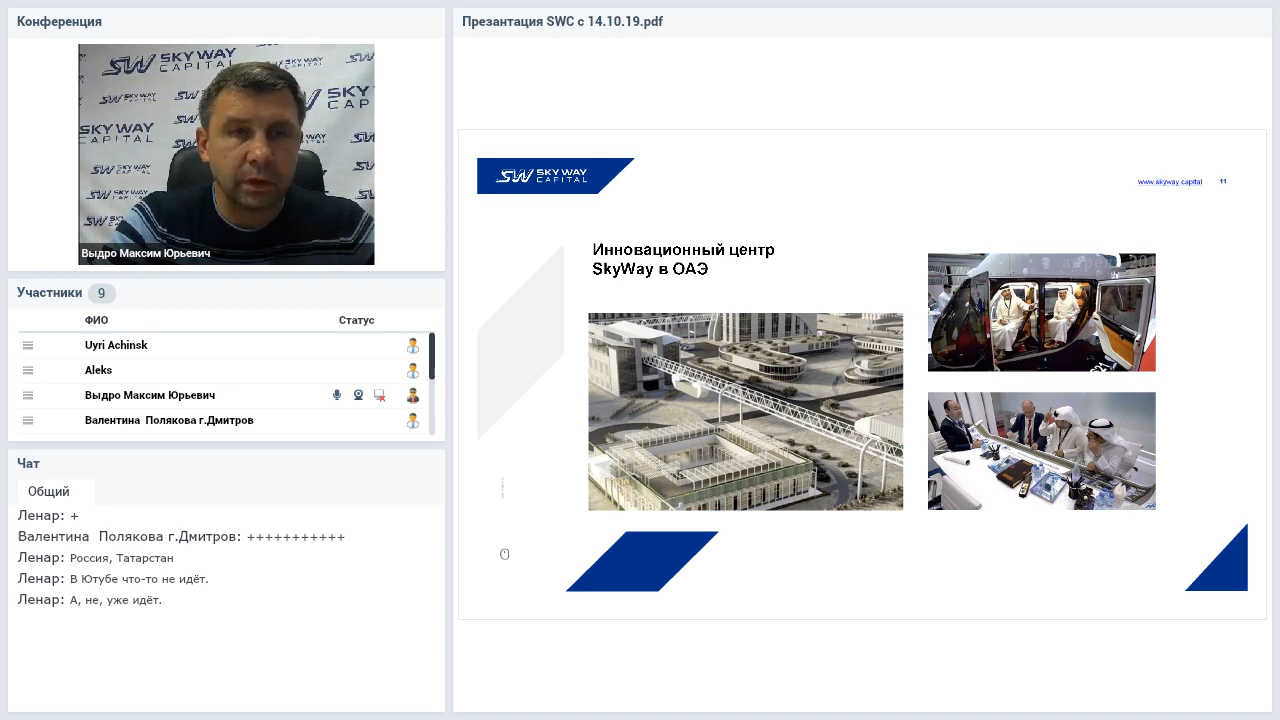 Конференция
SKY WAY
CAPITAL
Выдро Максим Юрьевич
Участники 9
ФИО Статус
Uyri Achinsk
Aleks
Выдро Максим Юрьевич
Валентина Полякова г.Дмитров
Чат
Общий
Ленар: +
Валентина Полякова г.Дмитров: +++++++++++
Ленар: Россия, Татарстан
Ленар: В Ютубе что-то не идёт.
Ленар: А, не, уже идёт.
Презантация SWC с 14.10.19.pdf
SW SKY WAY
CAPITAL
www.skyway.capital 11
Инновационный центр
SkyWay в ОАЭ